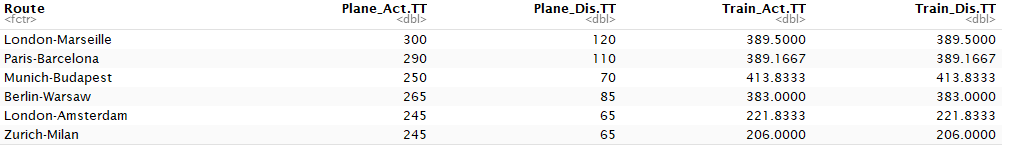 Route Plane_Act.TT Plane_Dis.TT Train_Act.TT Train_Dis.TT
<fctr> <dbl> <dbl> <dbl> <dbl>
London-Marseille 300 120 389.5000 389.5000
Paris-Barcelona 290 110 389.1667 389.1667
Munich-Budapest 250 70 413.8333 413.8333
Berlin-Warsaw 265 85 383.0000 383.0000
London-Amsterdam 245 65 221.8333 221.8333
Zurich-Milan 245 65 206.0000 206.0000